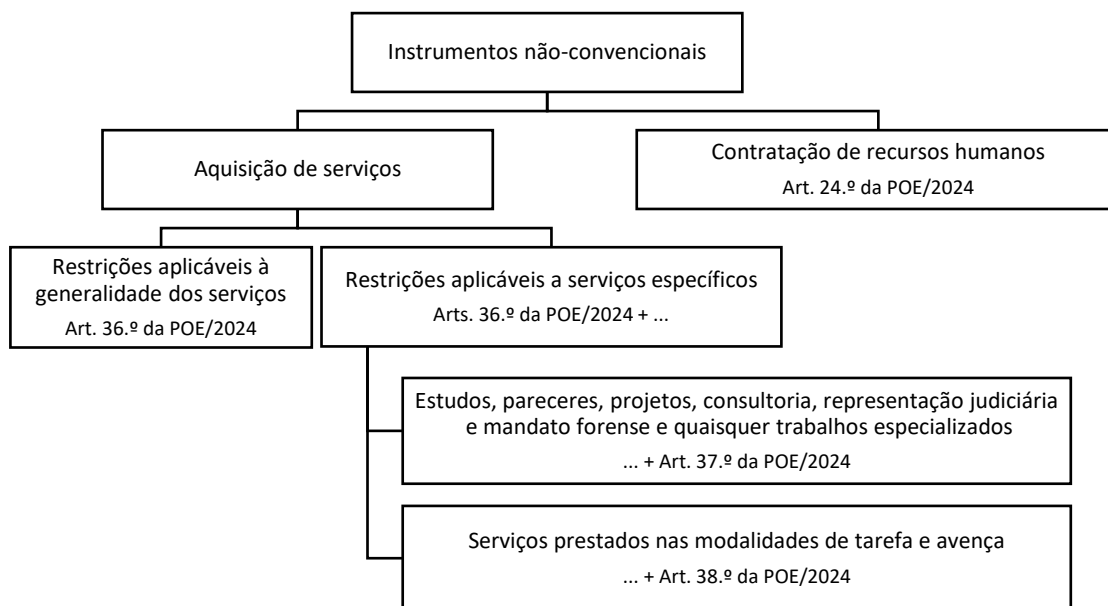 Instrumentos não-convencionais
Aquisição de serviços
Contratação de recursos humanos
Art. 24.º da POE/2024
Restrições aplicáveis à
generalidade dos serviços
Art. 36.º da POE/2024
Restrições aplicáveis a serviços específicos
Arts. 36.º da POE/2024 + ...
Estudos, pareceres, projetos, consultoria, representação judiciária
e mandato forense e quaisquer trabalhos especializados
... + Art. 37.º da POE/2024
Serviços prestados nas modalidades de tarefa e avença
... + Art. 38.º da POE/2024